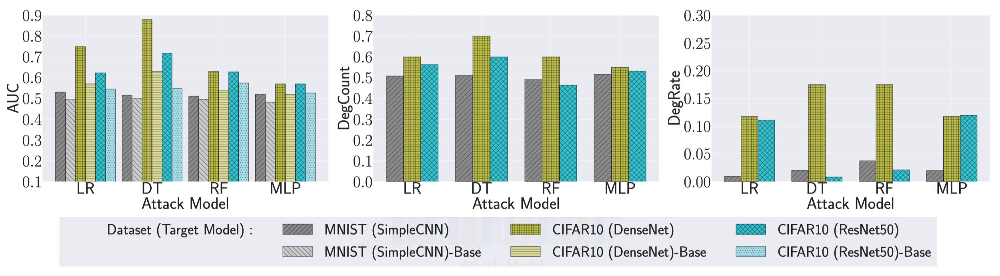 AUC
0.9
0.8
0.7
0.6
0.5
0.4
0.3
0.2
0.1
LR DT RF MLP
Attack Model
DegCount
0.8
0.7
0.6
0.5
0.4
0.3
0.2
0.1
0.0
LR DT RF MLP
Attack Model
DegRate
0.30
0.25
0.20
0.15
0.10
0.05
0.00
LR DT RF MLP
Attack Model
Dataset (Target Model) : MNIST (SimpleCNN) CIFAR10 (DenseNet) CIFAR10 (ResNet50)
MNIST (SimpleCNN)-Base CIFAR10 (DenseNet)-Base CIFAR10 (ResNet50)-Base
Attack Model